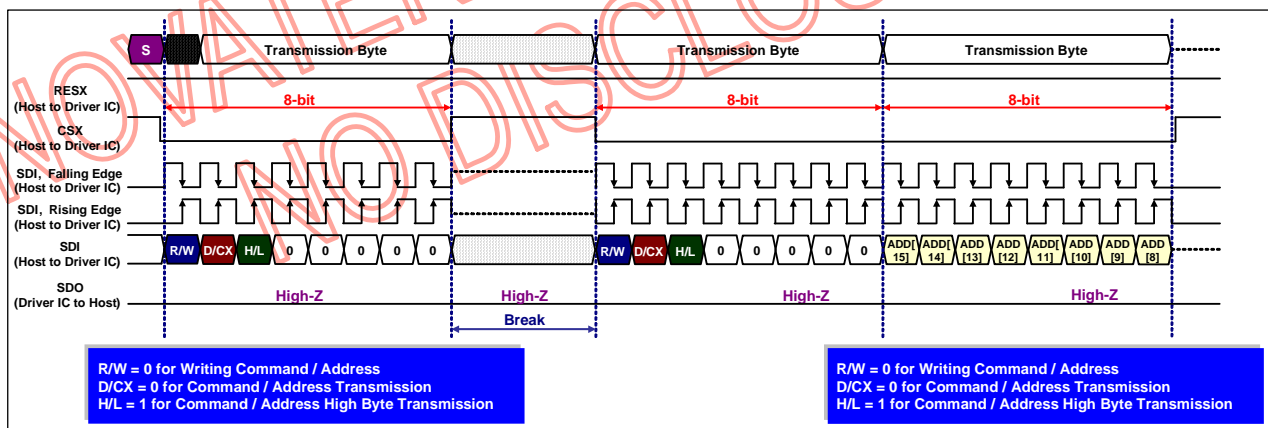 S
Transmission Byte
Transmission Byte
Transmission Byte
RESX
(Host to Driver IC)
8-bit
8-bit
8-bit
CSX
(Host to Driver IC)
SDI, Falling Edge
(Host to Driver IC)
SDI, Rising Edge
(Host to Driver IC)
SDI
(Host to Driver IC)
R/W D/CX H/L 0 0 0 0 0
R/W D/CX H/L 0 0 0 0 0
ADD[15] ADD[14] ADD[13] ADD[12] ADD[11] ADD[10] ADD[9] ADD[8]
SDO
(Driver IC to Host)
High-Z
High-Z
High-Z
High-Z
Break
R/W = 0 for Writing Command / Address
D/CX = 0 for Command / Address Transmission
H/L = 1 for Command / Address High Byte Transmission
R/W = 0 for Writing Command / Address
D/CX = 0 for Command / Address Transmission
H/L = 1 for Command / Address High Byte Transmission